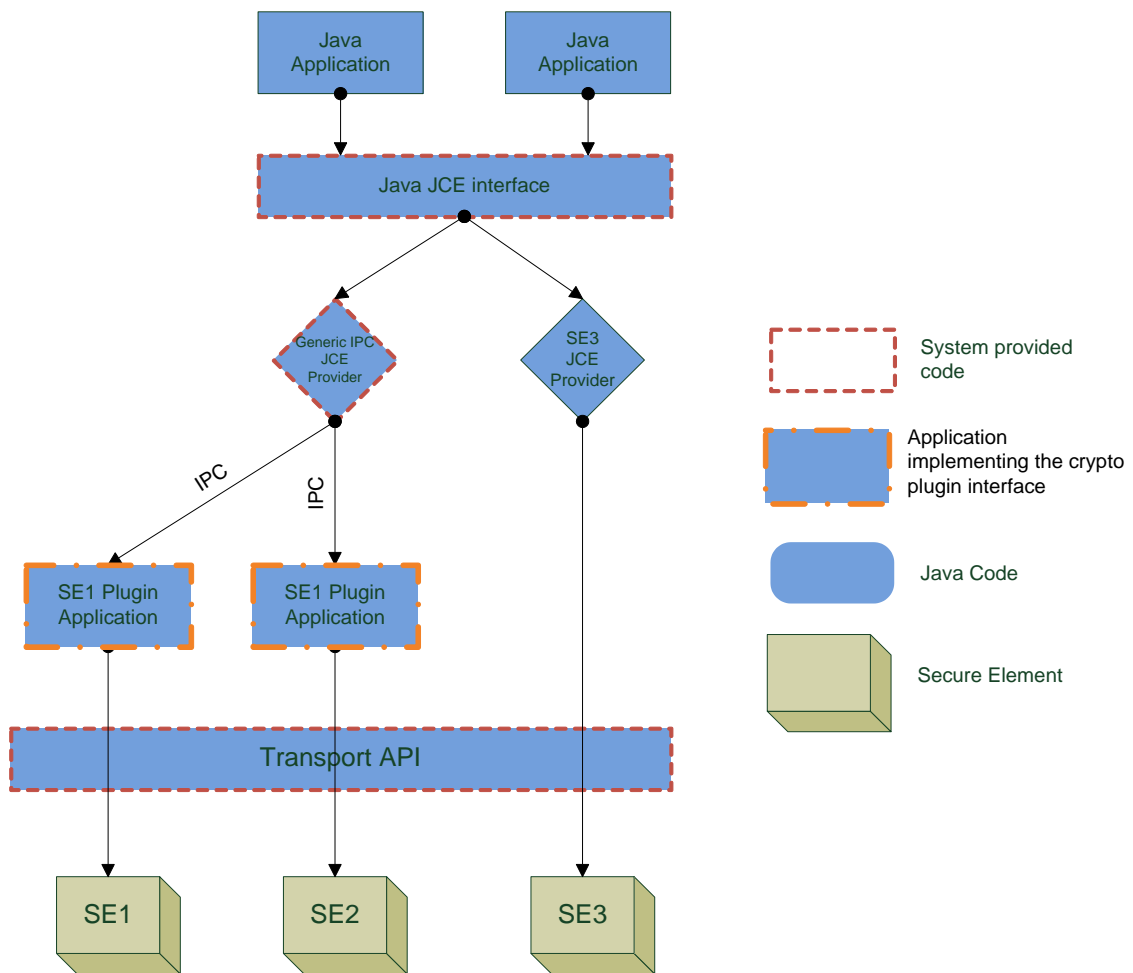 Java
Application
Java
Application
Java JCE interface
Generic IPC
JCE
Provider
SE3
JCE
Provider
System provided
code
Application
implementing the crypto
plugin interface
IPC
IPC
SE1 Plugin
Application
SE1 Plugin
Application
Java Code
Secure Element
Transport API
SE1
SE2
SE3